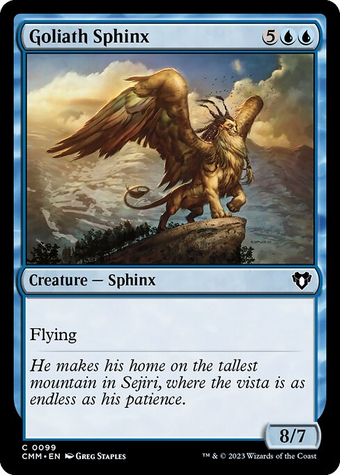 Goliath Sphinx 5
Creature — Sphinx
Flying
He makes his home on the tallest
mountain in Sejiri, where the vista is as
endless as his patience.
8/7
C 0099
CMM • EN Greg Staples
™ & © 2023 Wizards of the Coast